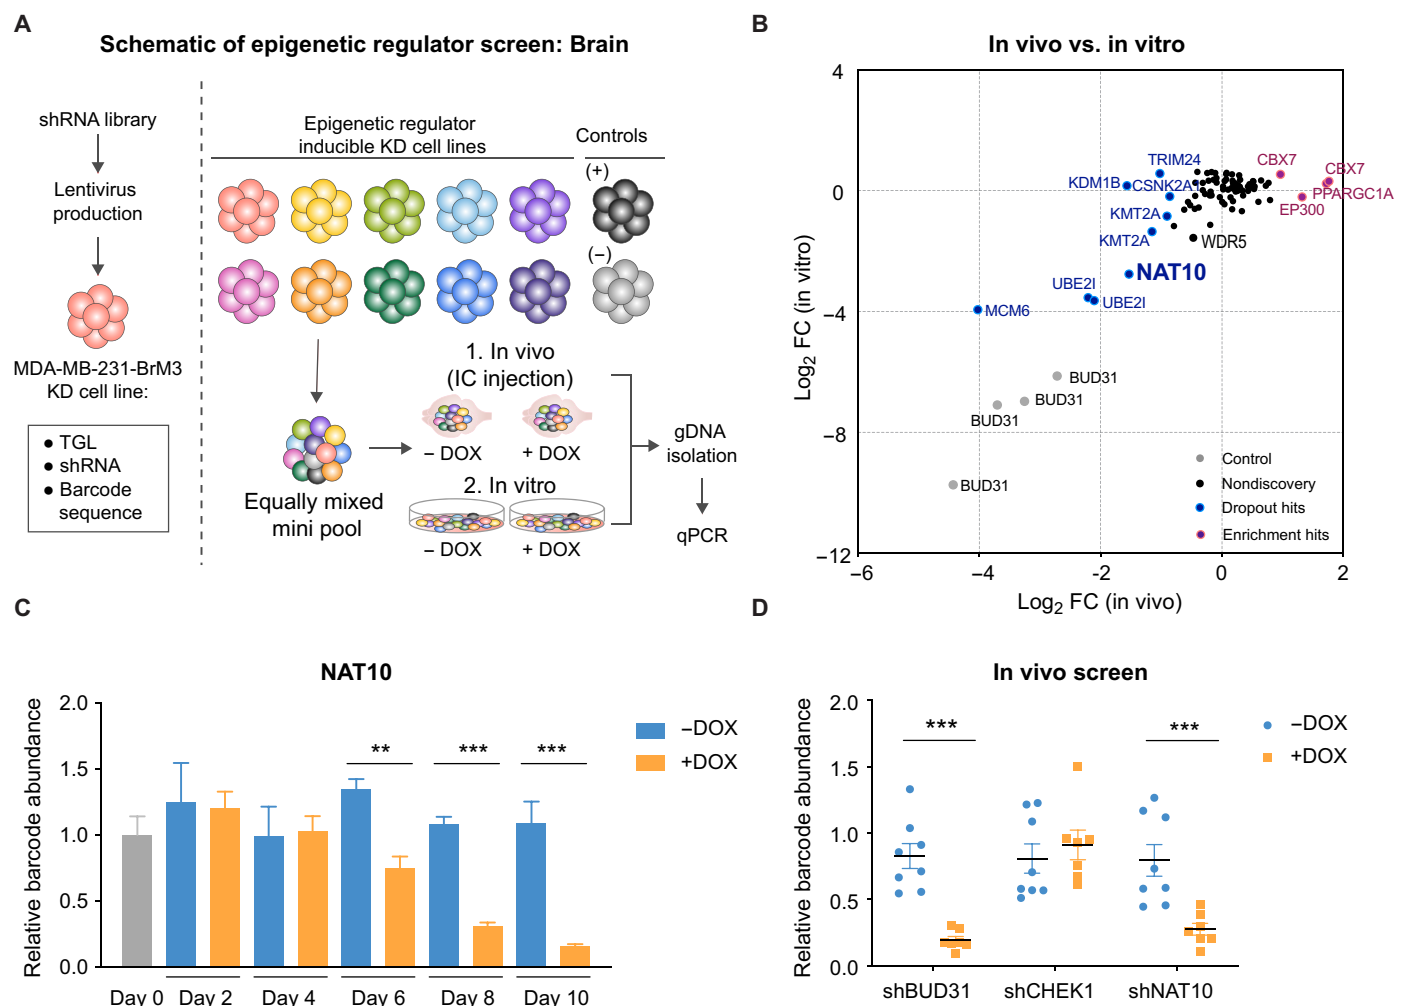 A
Schematic of epigenetic regulator screen: Brain
shRNA library
Lentivirus
production
MDA-MB-231-BrM3
KD cell line:
● TGL
● shRNA
● Barcode
sequence
Epigenetic regulator
inducible KD cell lines
Controls
(+)
(−)
Equally mixed
mini pool
1. In vivo
(IC injection)
− DOX
+ DOX
2. In vitro
− DOX
+ DOX
gDNA
isolation
qPCR
B
In vivo vs. in vitro
Log2 FC (in vitro)
4
0
−4
−8
−12
−6
−4
-2
0
2
Log2 FC (in vivo)
TRIM24
KDM1B
CSNK2A
KMT2A
KMT2A
WDR5
NAT10
UBE2I
UBE2I
MCM6
BUD31
BUD31
BUD31
BUD31
CBX7
CBX7
PPARGC1A
EP300
Control
Nondiscovery
Dropout hits
Enrichment hits
C
NAT10
Relative barcode abundance
2.0
1.5
1.0
0.5
0.0
**
***
***
−DOX
+DOX
Day 0
Day 2
Day 4
Day 6
Day 8
Day 10
D
In vivo screen
Relative barcode abundance
2.0
1.5
1.0
0.5
0.0
***
***
−DOX
+DOX
shBUD31
shCHEK1
shNAT10